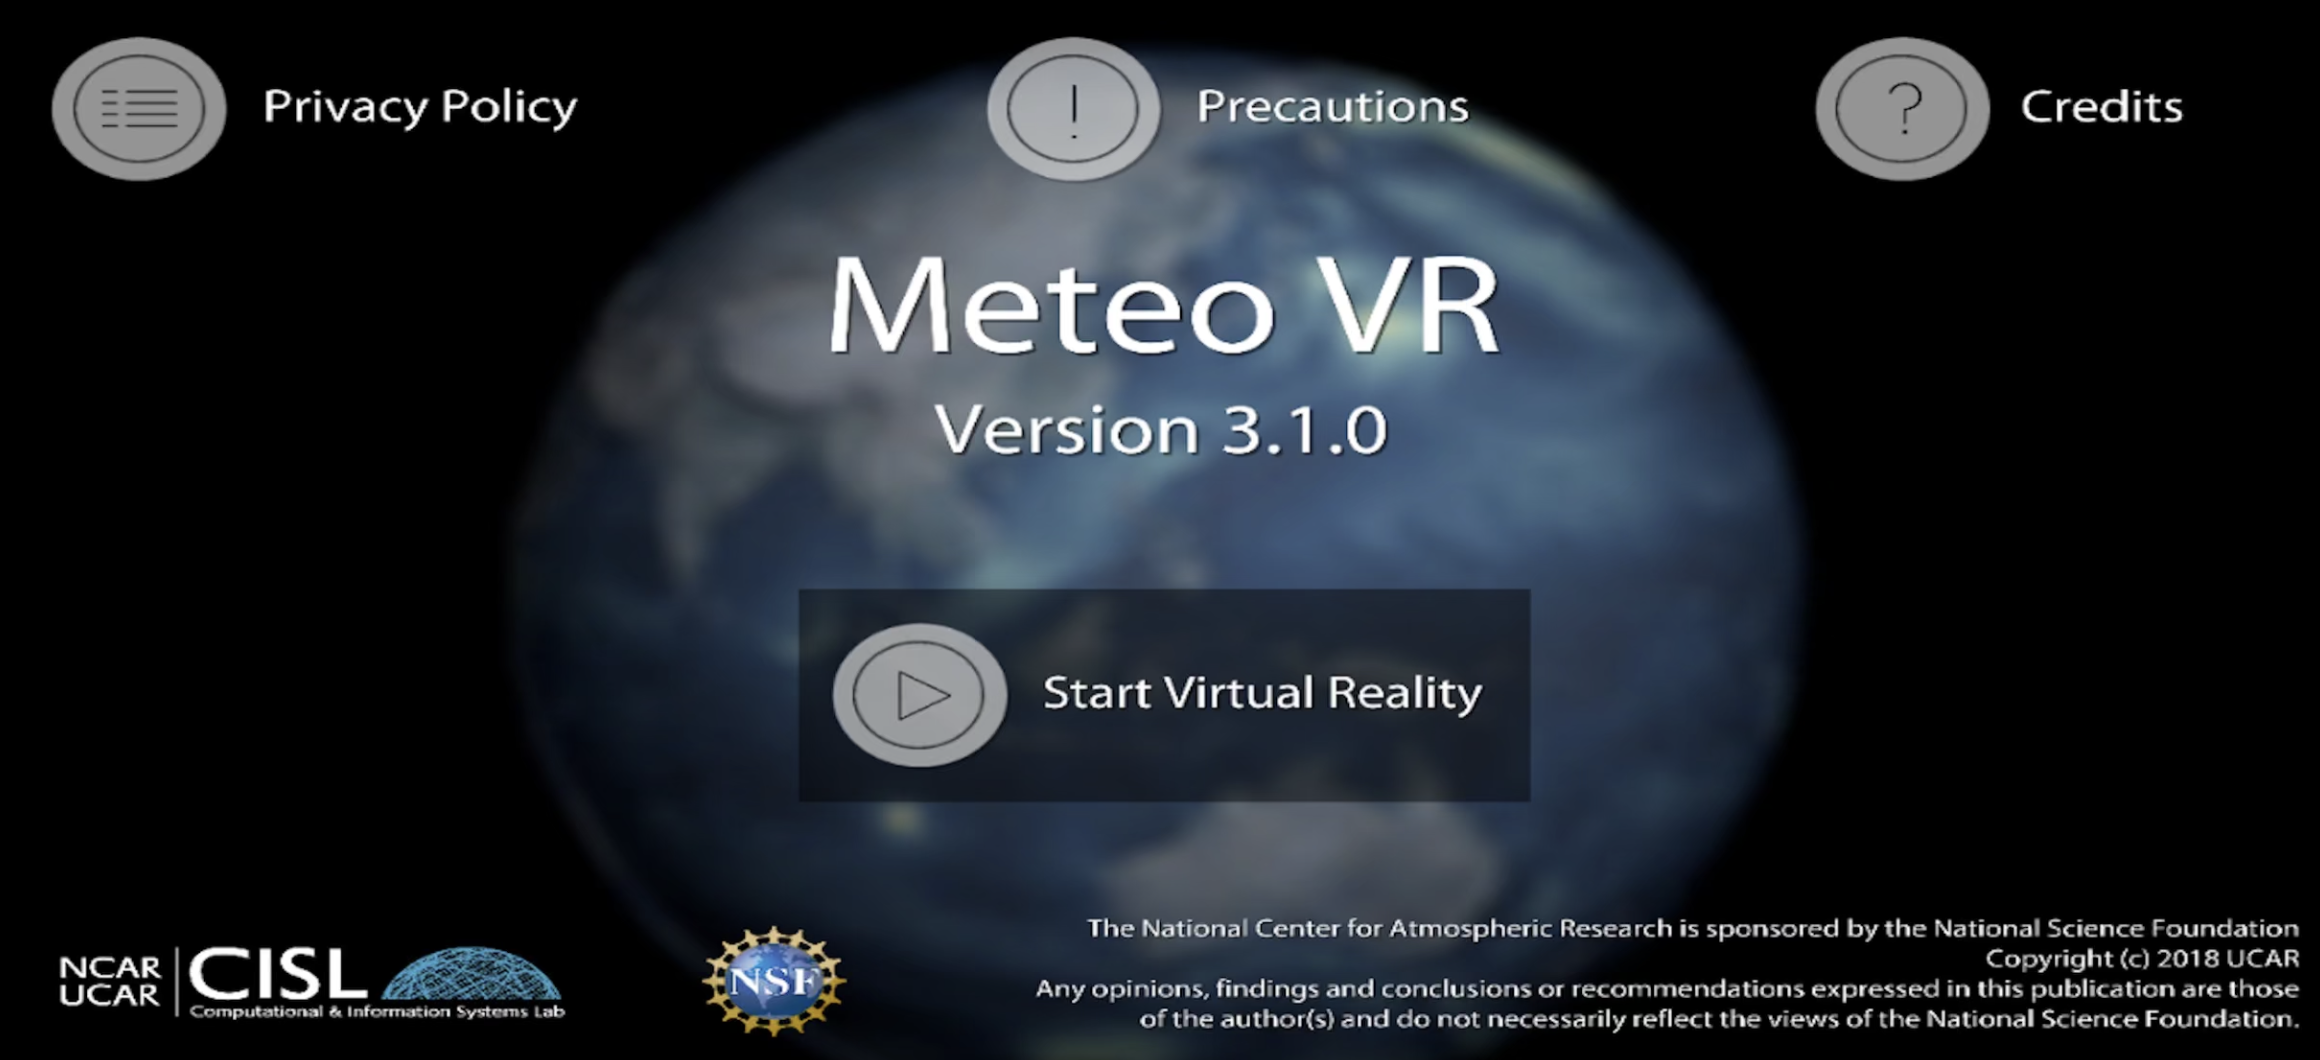 Privacy Policy
Precautions
Credits
Meteo VR
Version 3.1.0
Start Virtual Reality
NCAR
UCAR
CISL
Computational & Information Systems Lab
NSF
The National Center for Atmospheric Research is sponsored by the National Science Foundation
Copyright (c) 2018 UCAR
Any opinions, findings and conclusions or recommendations expressed in this publication are those
of the author(s) and do not necessarily reflect the views of the National Science Foundation.